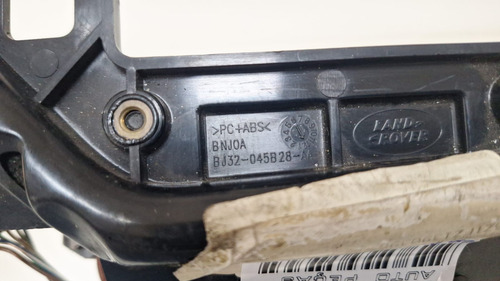 >PC+ABS<
BNJ0A
BJ32-045B28-A
LAND
ROVER
AUTO PEÇAS